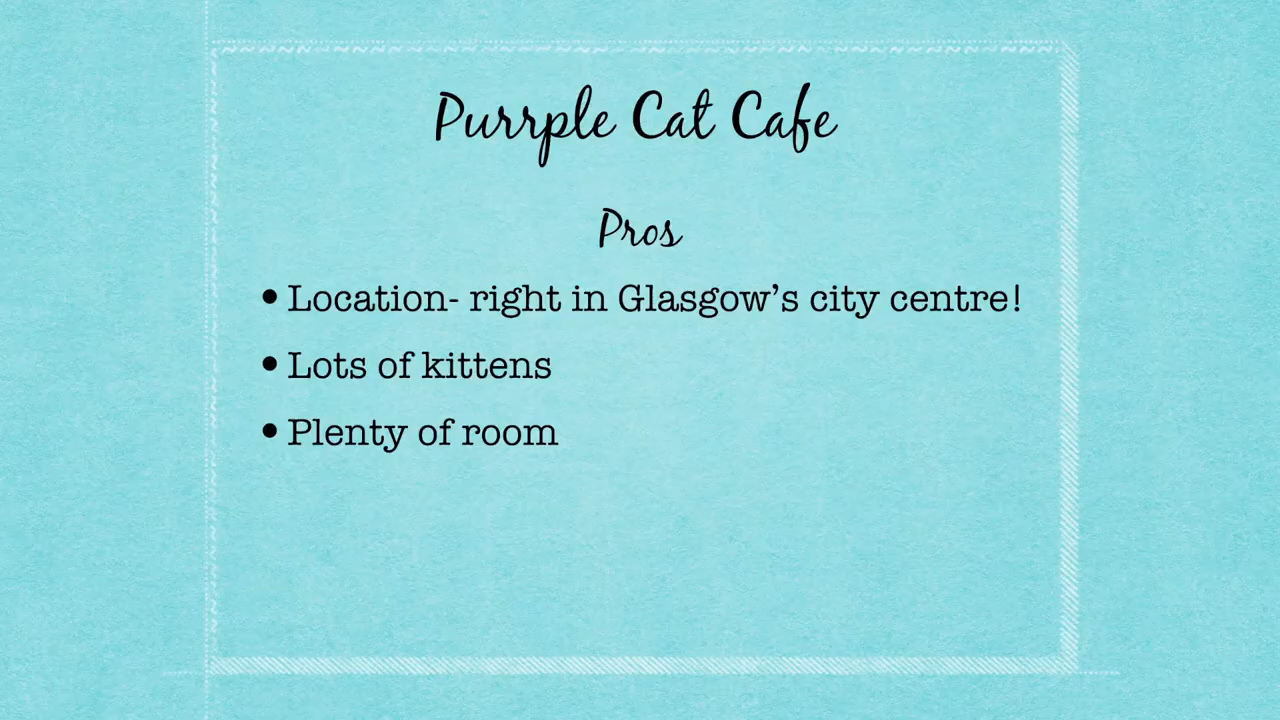 Purrple Cat Cafe
Pros
• Location- right in Glasgow’s city centre!
• Lots of kittens
• Plenty of room